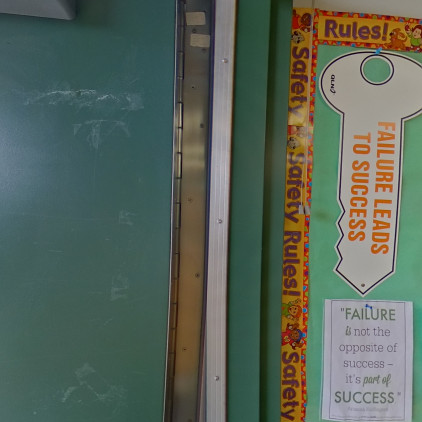 Rules!
Safety
Safety Rules!
Safety
FAILURE LEADS
TO SUCCESS
"FAILURE
is not the
opposite of
success –
it's part of
SUCCESS"